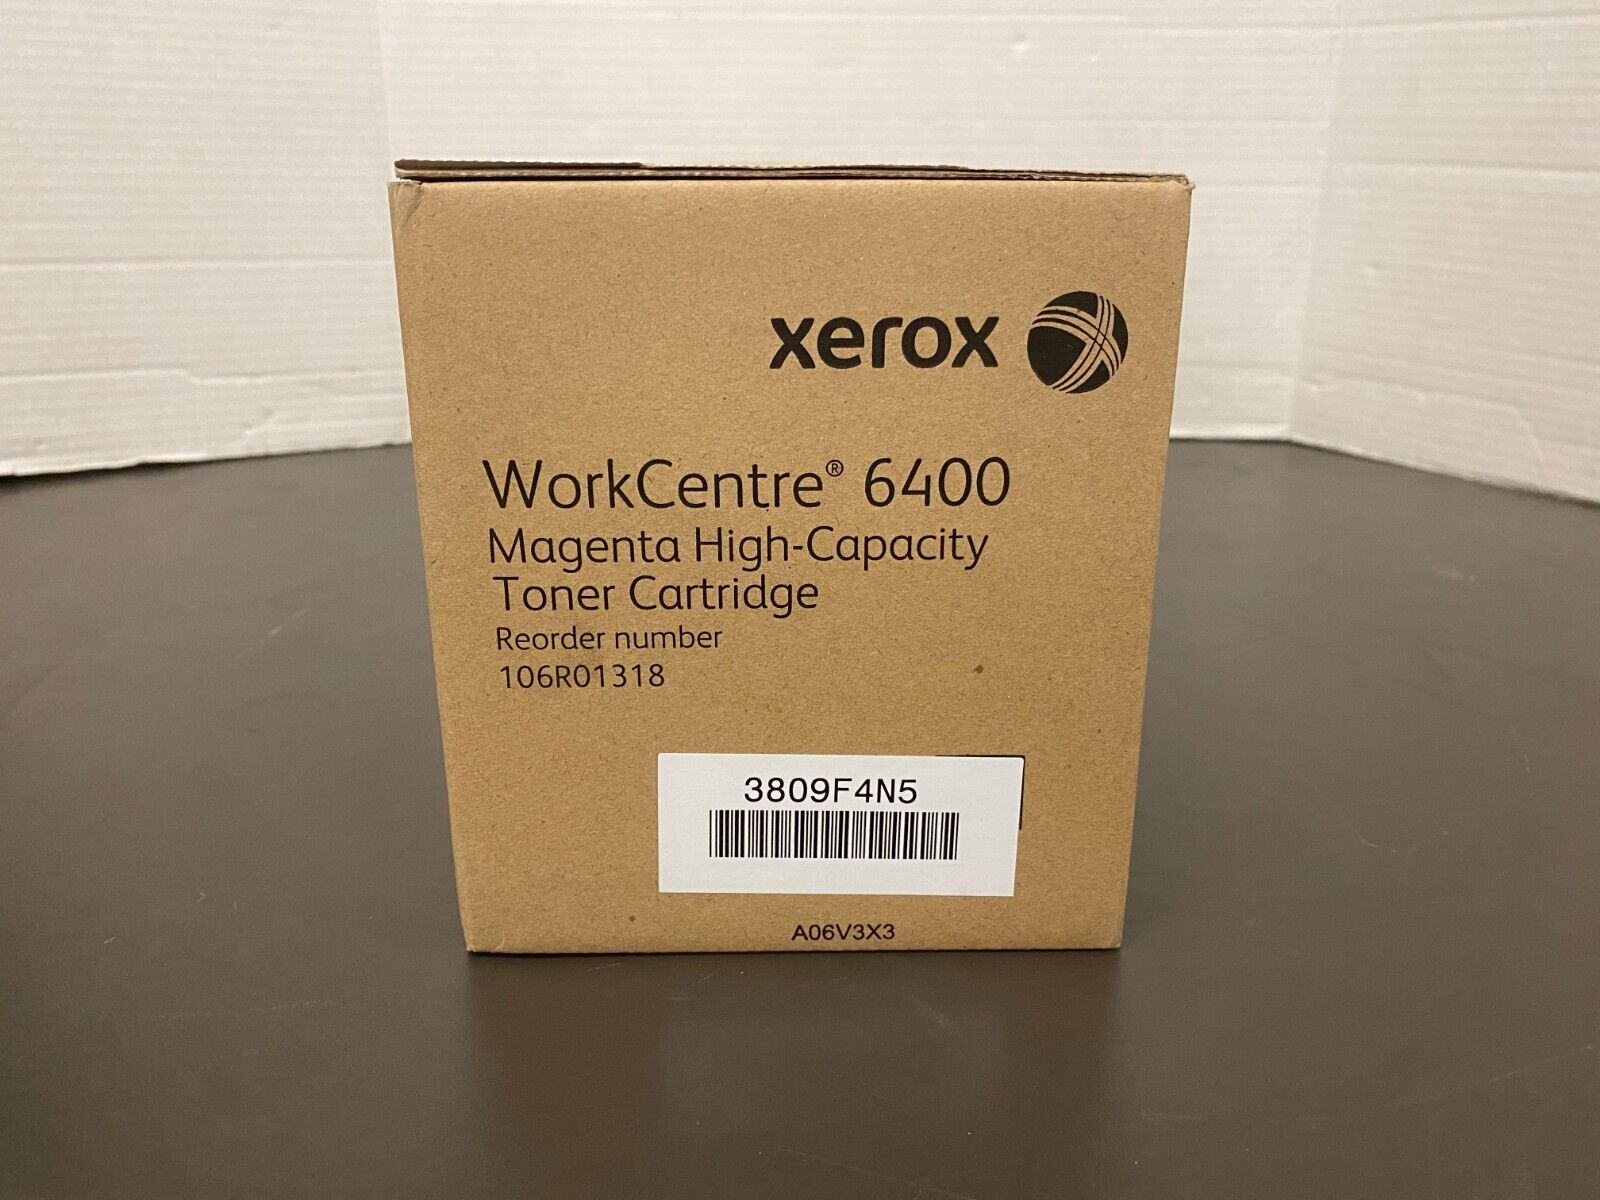 xerox
WorkCentre® 6400
Magenta High-Capacity
Toner Cartridge
Reorder number
106R01318
3809F4N5
A06V3X3